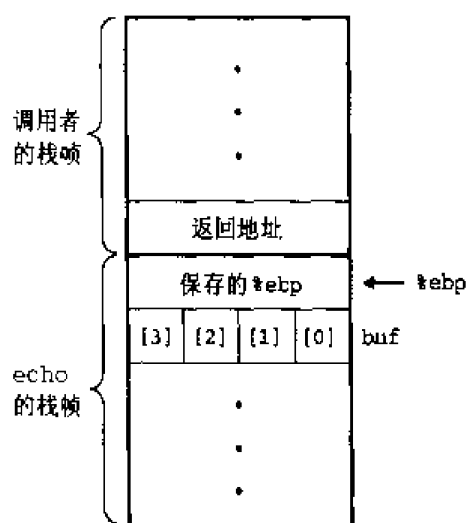 调用者
的栈帧
返回地址
保存的%ebp
%ebp
[3] [2] [1] [0]
buf
echo
的栈帧